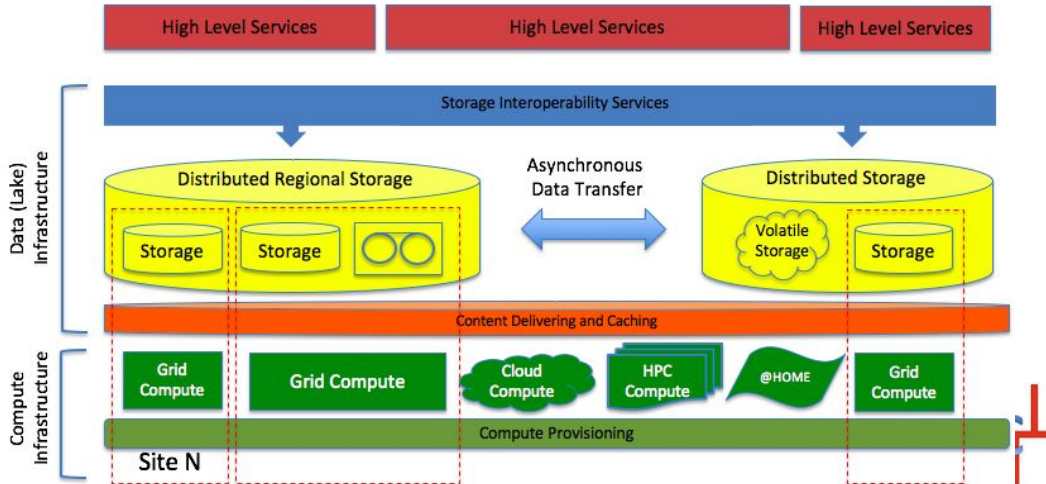 High Level Services
High Level Services
High Level Services
Data (Lake)
Infrastructure
Storage Interoperability Services
Distributed Regional Storage
Asynchronous
Data Transfer
Distributed Storage
Storage
Storage
Volatile
Storage
Storage
Content Delivering and Caching
Compute
Infrastructure
Grid
Compute
Grid Compute
Cloud
Compute
HPC
Compute
@HOME
Grid
Compute
Compute Provisioning
Site N